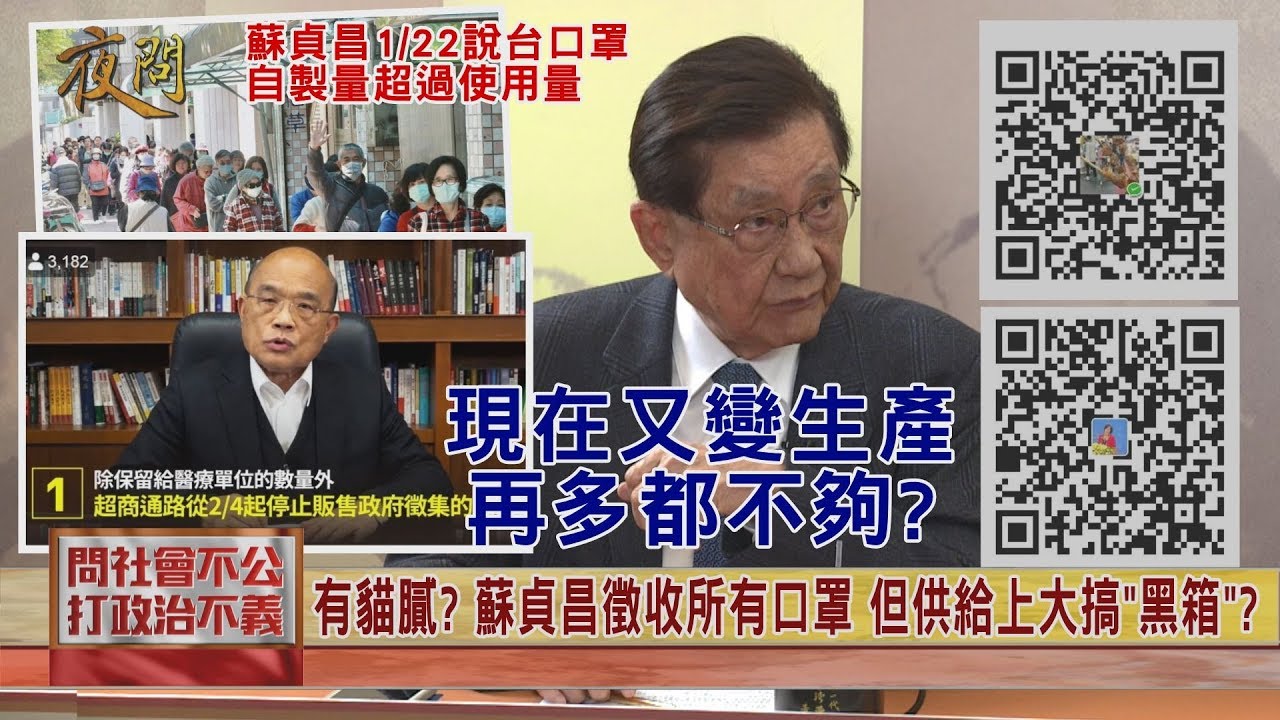 夜問
蘇貞昌1/22說台口罩
自製量超過使用量
草
3,182
1
除保留給醫療單位的數量外
超商通路從2/4起停止販售政府徵集的
現在又變生產
再多都不夠?
問社會不公
打政治不義
有貓膩? 蘇貞昌徵收所有口罩 但供給上大搞"黑箱"?
一代